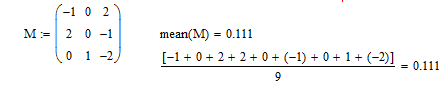 M := ( -1 0 2
2 0 -1
0 1 -2 )
mean(M) = 0.111
[-1 + 0 + 2 + 2 + 0 + (-1) + 0 + 1 + (-2)] / 9 = 0.111